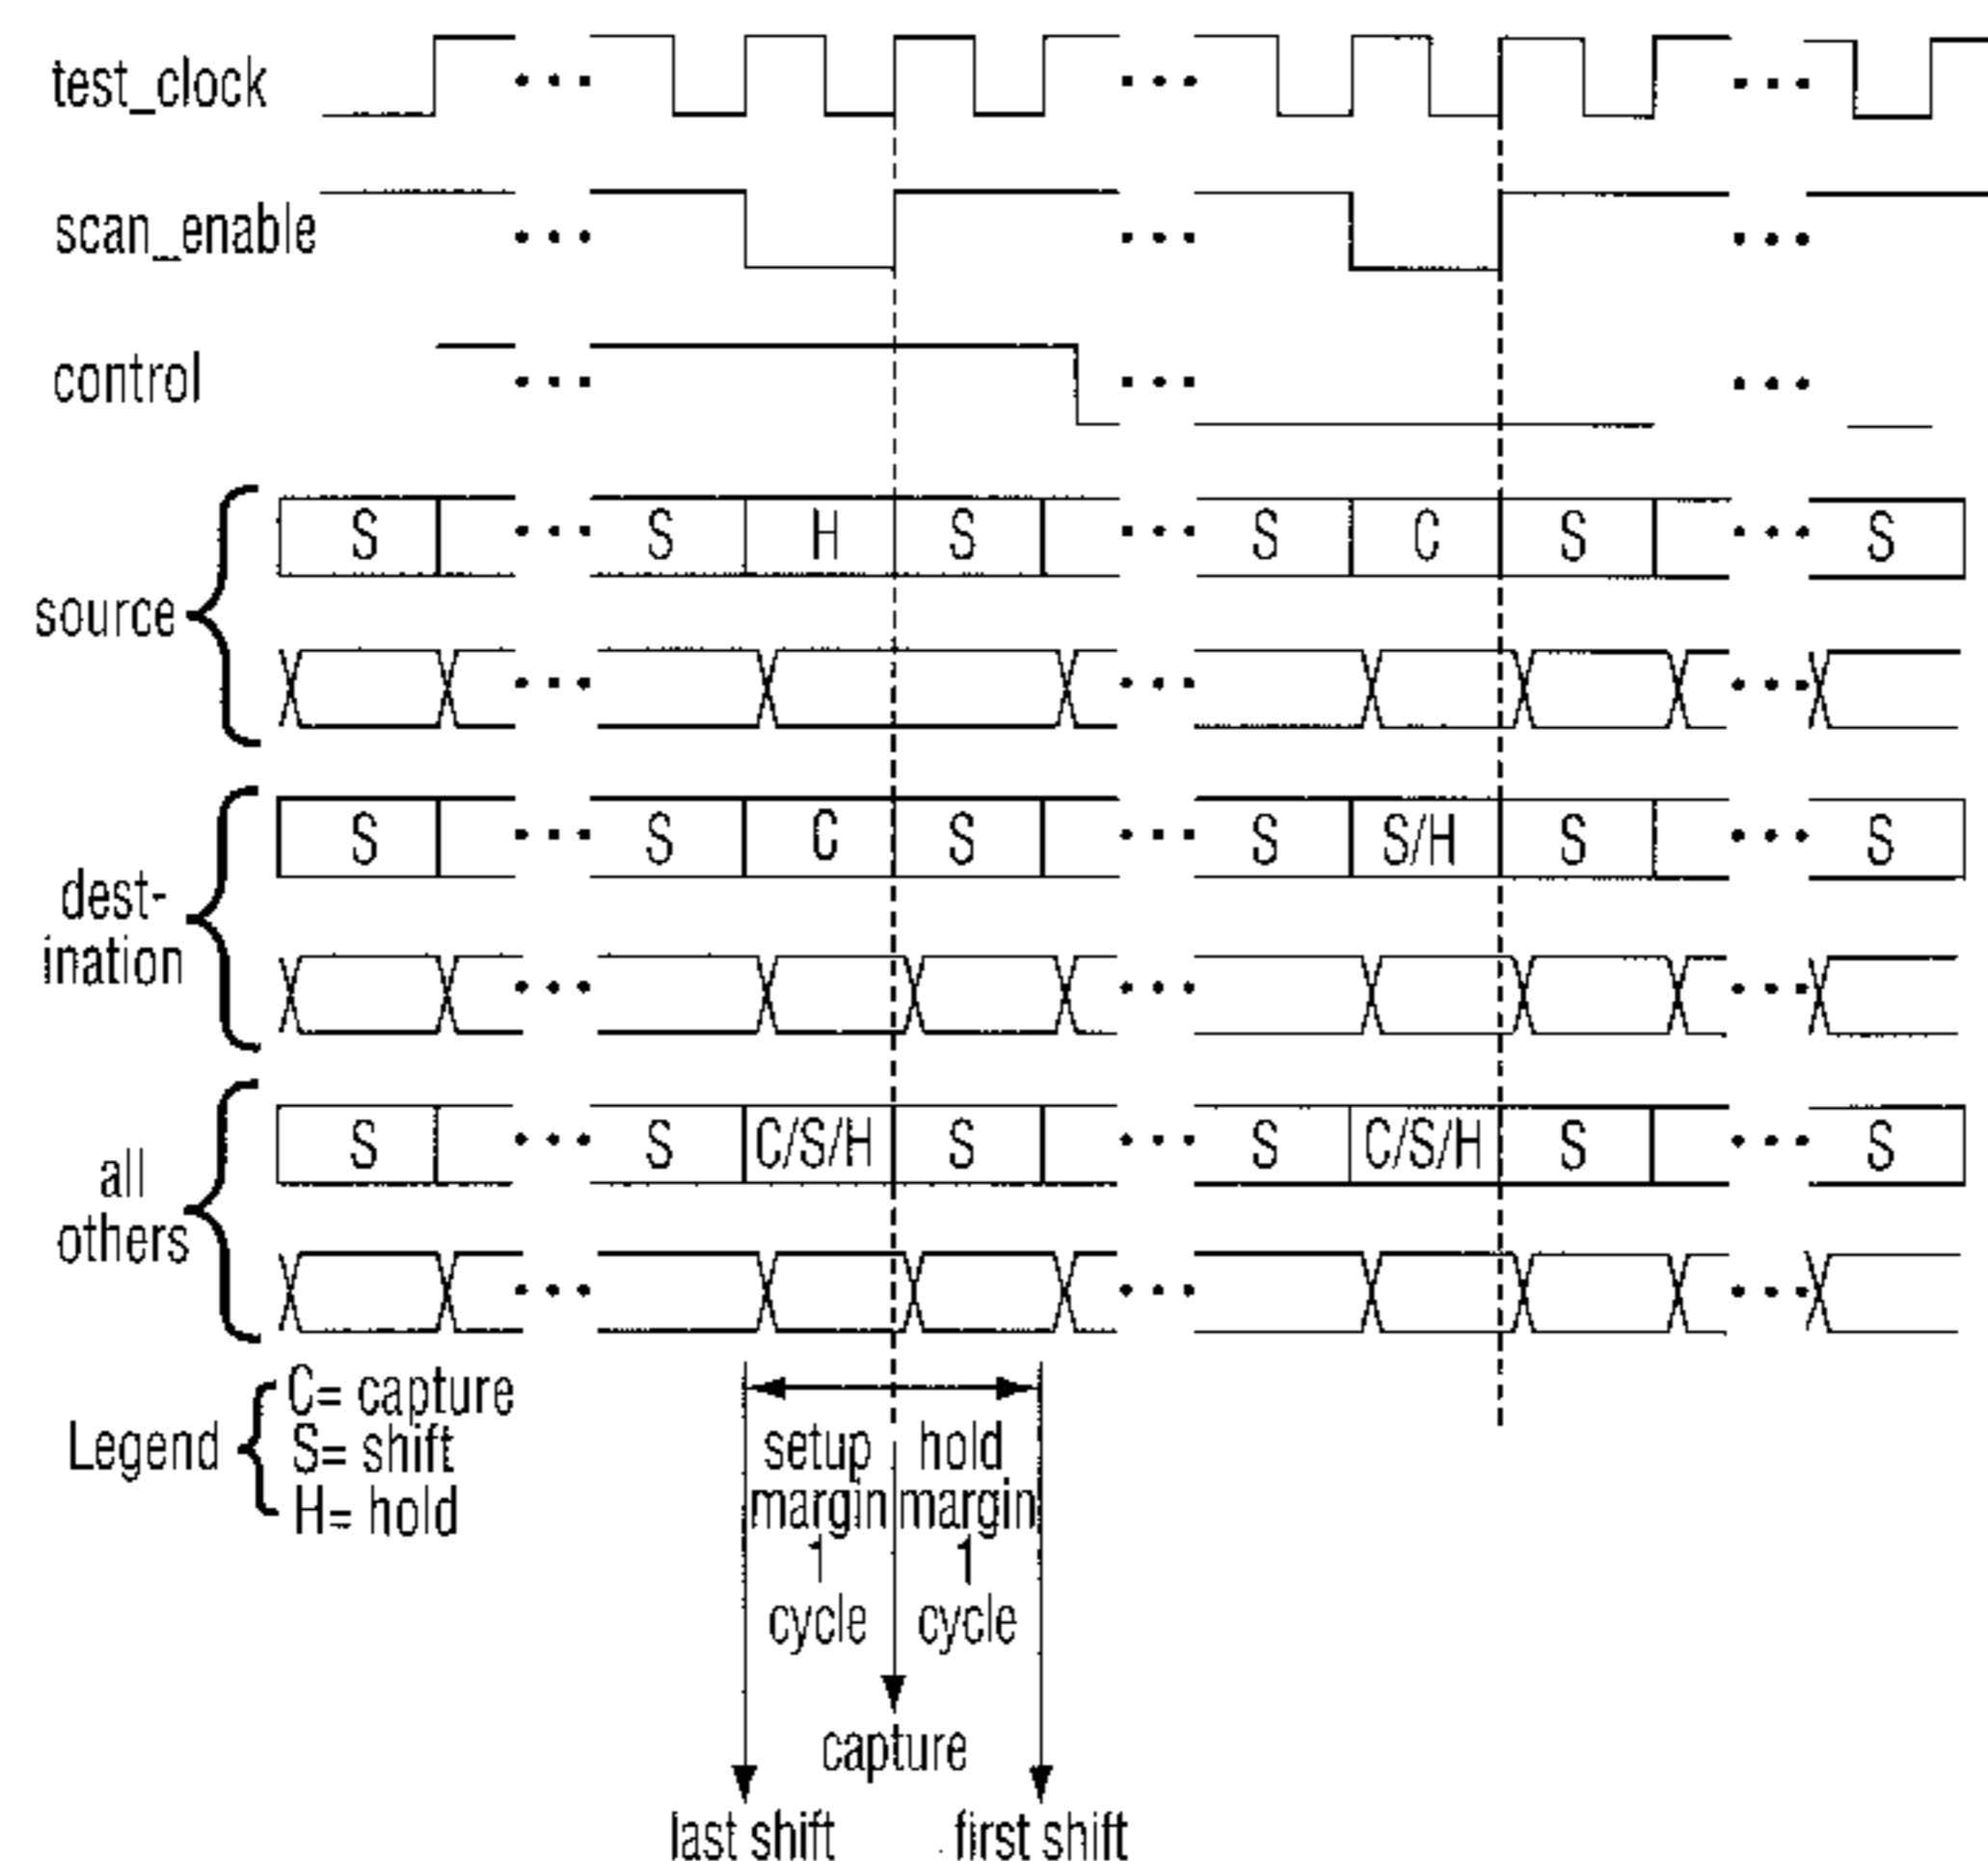 test_clock
scan_enable
control
source
S S H S S C S S
dest-
ination
S S C S S S/H S S
all
others
S S C/S/H S S C/S/H S S
Legend
C= capture
S= shift
H= hold
setup hold
margin margin
1 1
cycle cycle
capture
last shift first shift